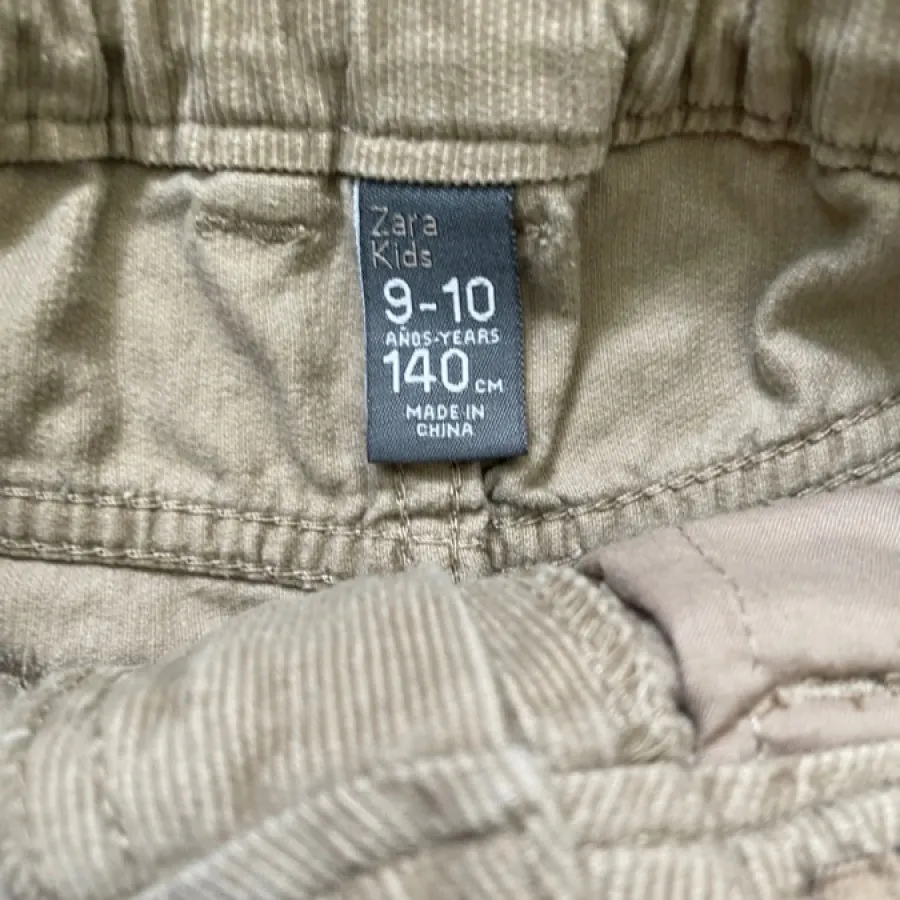 Zara
Kids
9-10
AÑOS-YEARS
140 CM
MADE IN
CHINA